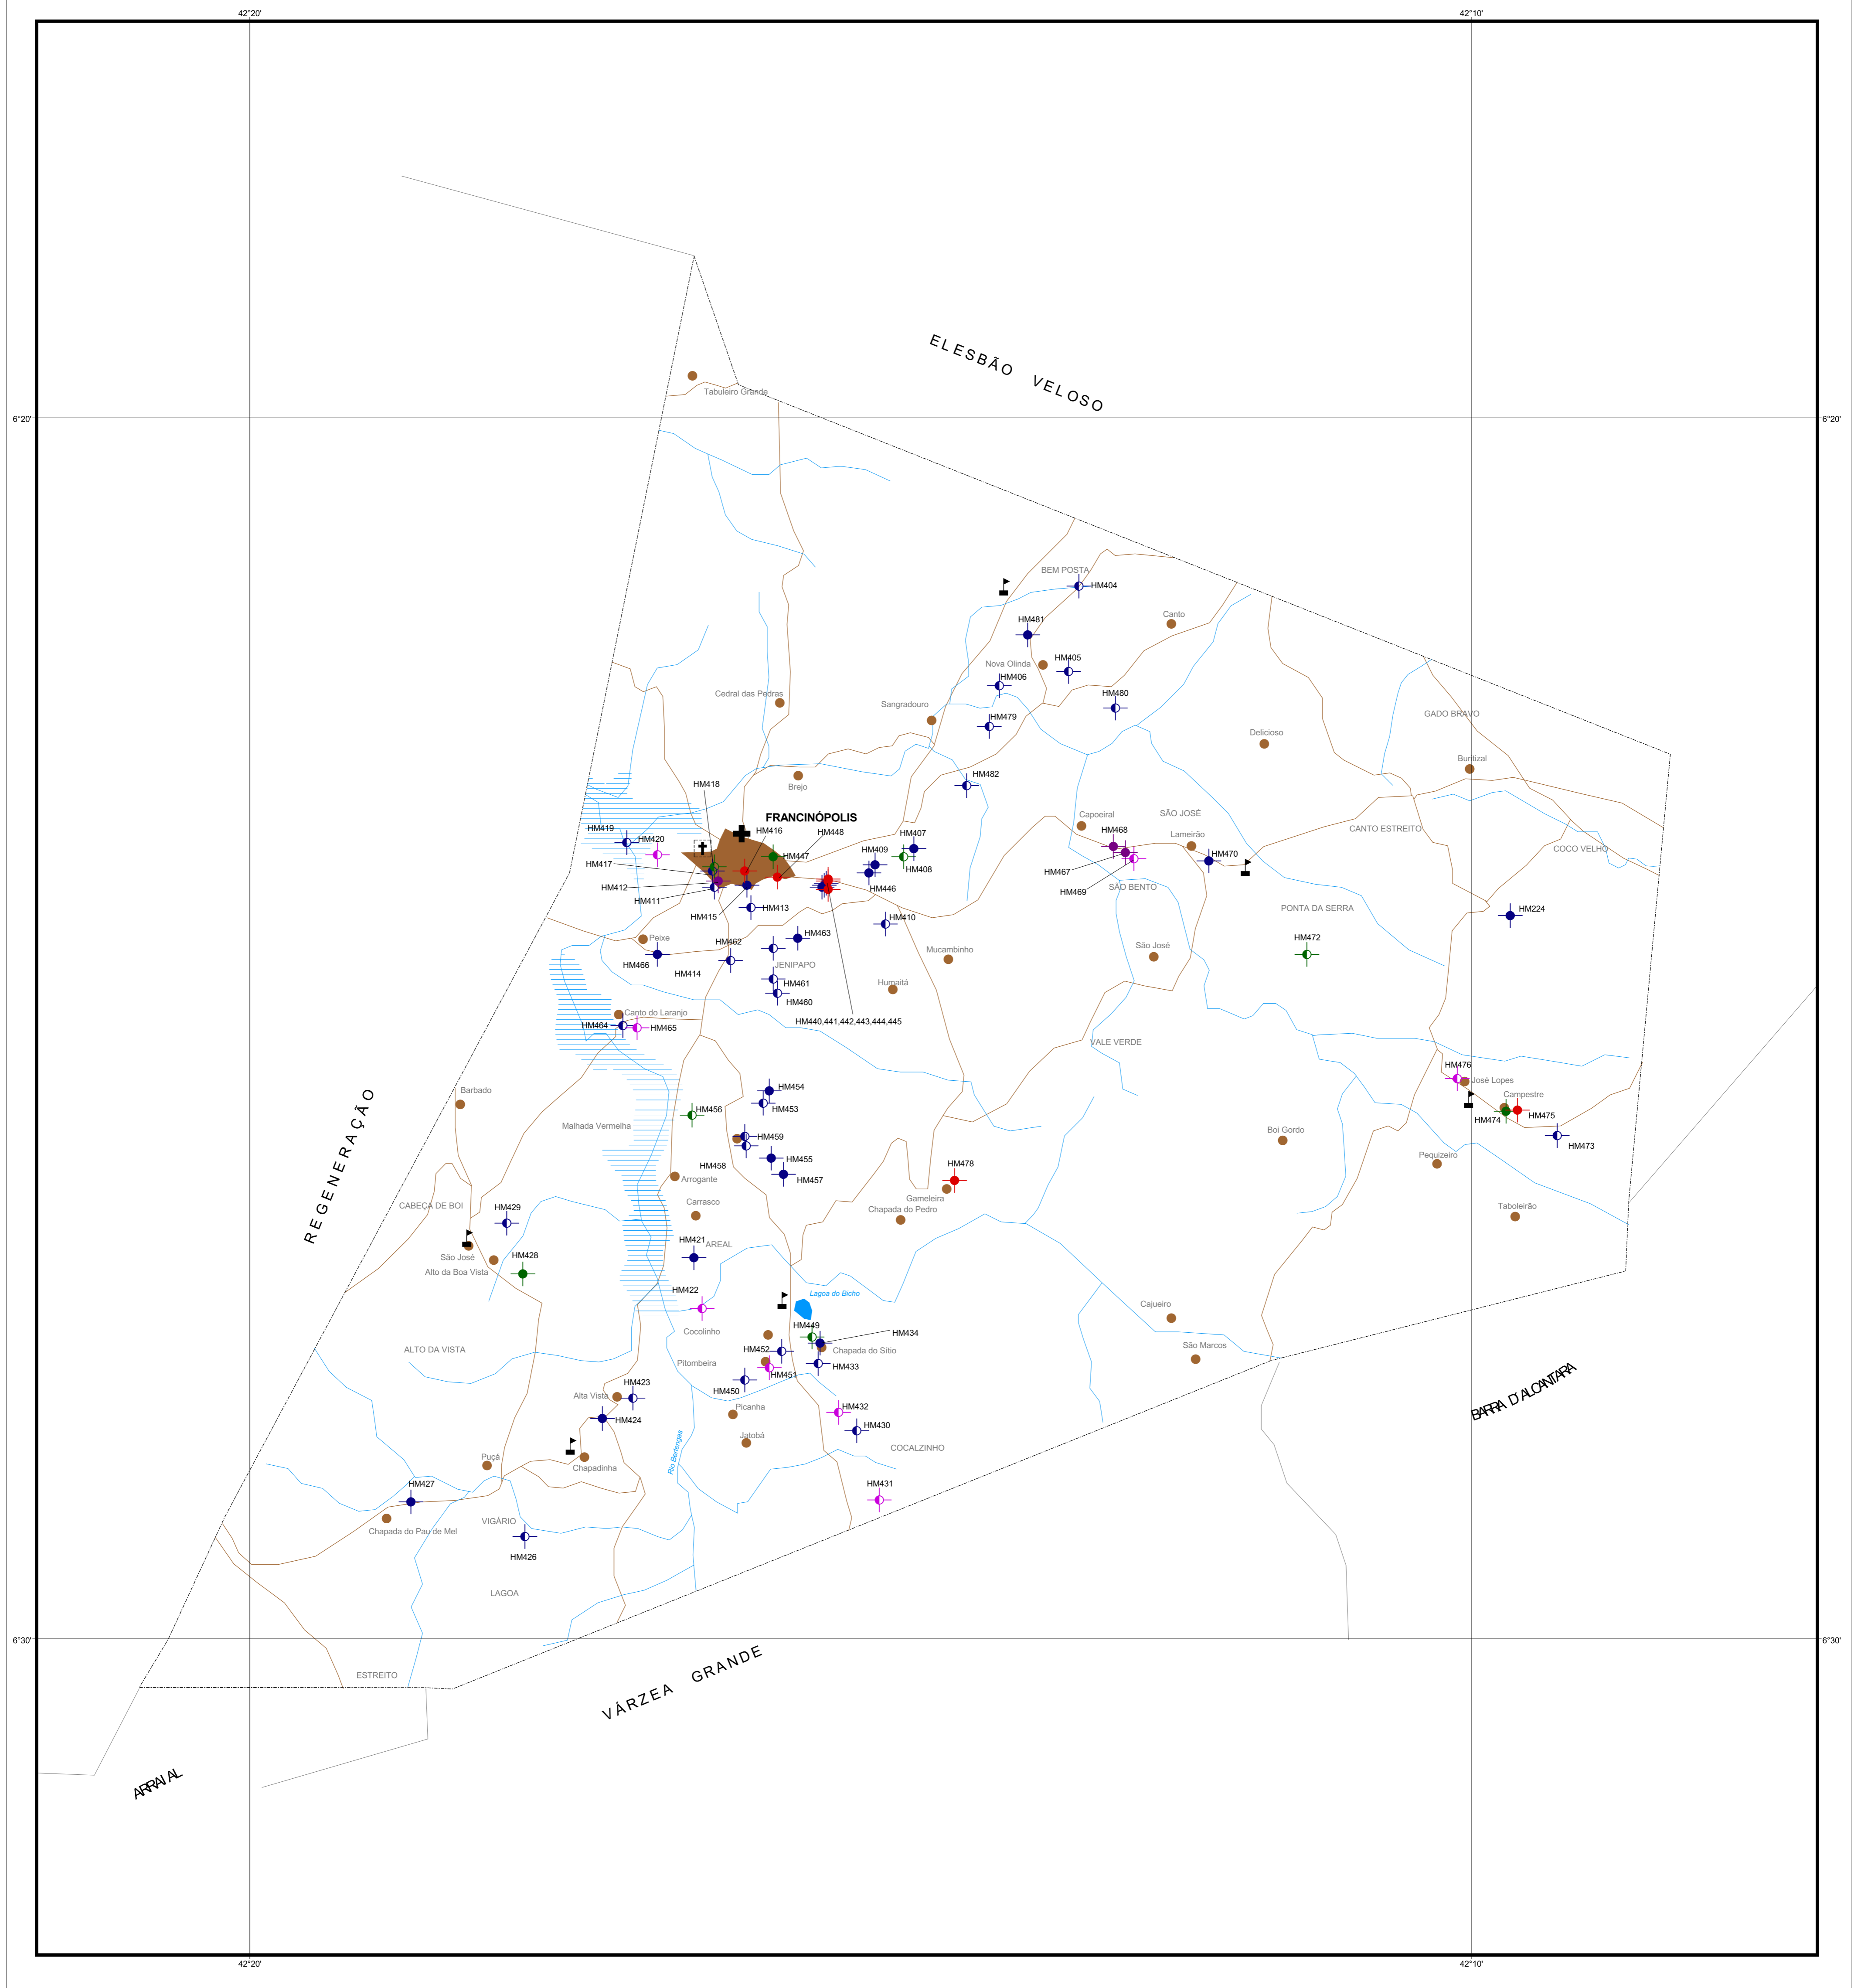 42°20'
42°10'
ELESBÃO VELOSO
Tabuleiro Grande
6°20'
6°20'
BEM POSTA
HM404
Canto
HM481
Nova Olinda
HM405
HM406
Cedral das Pedras
HM480
Sangradouro
HM479
GADO BRAVO
Delicioso
Buritizal
HM418
Brejo
HM482
FRANCINÓPOLIS
Capoeiral
SÃO JOSÉ
HM419
HM416
HM448
HM407
CANTO ESTREITO
HM420
HM468
Lameirão
COCO VELHO
HM447
HM409
HM417
HM408
HM470
HM467
HM412
HM446
SÃO BENTO
HM469
HM411
HM413
PONTA DA SERRA
HM415
HM410
HM224
Peixe
HM462
HM463
HM472
Mucambinho
São José
HM466
HM414
JENIPAPO
HM461
Humaitá
HM460
Canto do Laranjo
HM464
HM465
HM440,441,442,443,444,445
VALE VERDE
HM476
José Lopes
Barbado
HM454
Campestre
HM456
HM453
HM474
HM475
Malhada Vermelha
Boi Gordo
HM459
HM473
HM455
Pequizeiro
HM458
REGENERAÇÃO
Arrogante
HM457
HM478
Gameleira
CABEÇA DE BOI
Carrasco
Chapada do Pedro
Taboleirão
HM429
HM421
AREAL
São José
HM428
Alto da Boa Vista
HM422
Lagoa do Bicho
Cajueiro
Cocolinho
HM449
HM434
São Marcos
ALTO DA VISTA
HM452
Chapada do Sítio
Pitombeira
HM433
HM451
HM450
BARRA D'ALCANTARA
Alta Vista
HM423
Picanha
HM432
HM424
HM430
Jatobá
COCALZINHO
Rio Berlengas
Puçá
Chapadinha
HM427
HM431
VIGÁRIO
Chapada do Pau de Mel
HM426
LAGOA
6°30'
6°30'
ESTREITO
VÁRZEA GRANDE
ARRAIAL
42°20'
42°10'